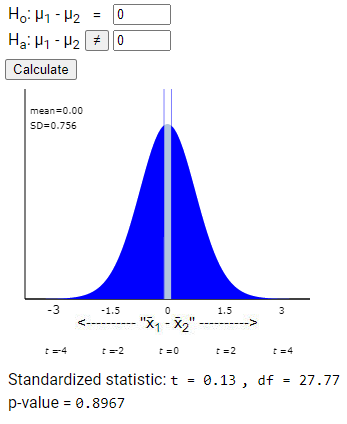 Ho: μ1 - μ2 = 0
Ha: μ1 - μ2 ≠ 0
Calculate
mean=0.00
SD=0.756
-3 -1.5 0 1.5 3
<---------- "x̄1 - x̄2" ---------->
t =-4 t =-2 t =0 t =2 t =4
Standardized statistic: t = 0.13 , df = 27.77
p-value = 0.8967